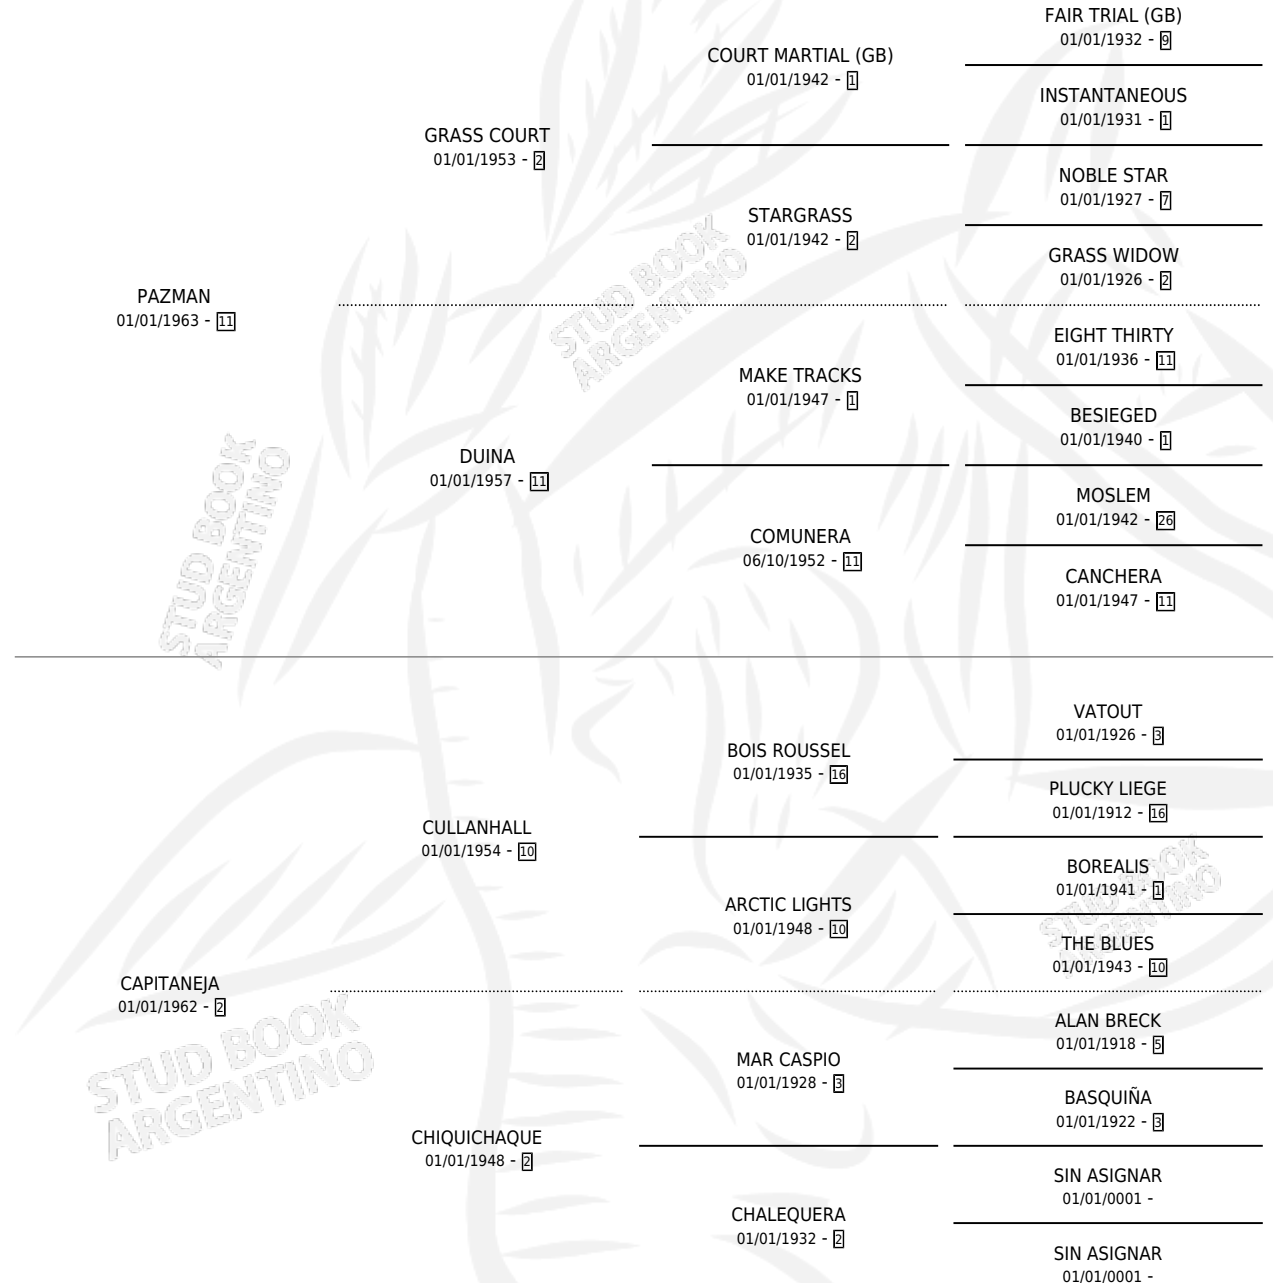 FAIR TRIAL (GB)
01/01/1932 - 9
COURT MARTIAL (GB)
01/01/1942 - 1
INSTANTANEOUS
01/01/1931 - 1
GRASS COURT
01/01/1953 - 2
NOBLE STAR
01/01/1927 - 7
STARGRASS
01/01/1942 - 2
GRASS WIDOW
01/01/1926 - 2
PAZMAN
01/01/1963 - 11
EIGHT THIRTY
01/01/1936 - 11
MAKE TRACKS
01/01/1947 - 1
BESIEGED
01/01/1940 - 1
DUINA
01/01/1957 - 11
MOSLEM
01/01/1942 - 26
COMUNERA
06/10/1952 - 11
CANCHERA
01/01/1947 - 11
STUD BOOK
ARGENTINO
STUD BOOK
ARGENTINO
VATOUT
01/01/1926 - 3
BOIS ROUSSEL
01/01/1935 - 16
PLUCKY LIEGE
01/01/1912 - 16
CULLANHALL
01/01/1954 - 10
BOREALIS
01/01/1941 - 1
ARCTIC LIGHTS
01/01/1948 - 10
THE BLUES
01/01/1943 - 10
CAPITANEJA
01/01/1962 - 2
ALAN BRECK
01/01/1918 - 5
MAR CASPIO
01/01/1928 - 3
BASQUIÑA
01/01/1922 - 3
CHIQUICHAQUE
01/01/1948 - 2
SIN ASIGNAR
01/01/0001 -
CHALEQUERA
01/01/1932 - 2
SIN ASIGNAR
01/01/0001 -
STUD BOOK
ARGENTINO
STUD BOOK
ARGENTINO